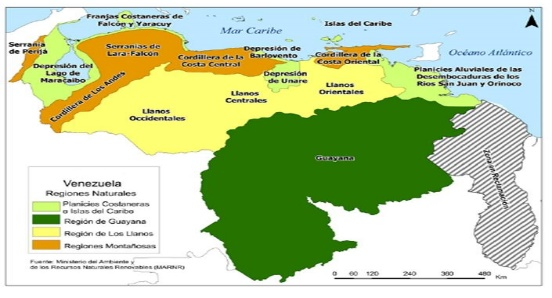 Franjas Costaneras de
Falcón y Yaracuy
Mar Caribe
Islas del Caribe
Océano Atlántico
Serranía
de Perijá
Serranías de
Lara-Falcón
Depresión de
Barlovento
Cordillera de
la Costa Central
Cordillera de la
Costa Oriental
Depresión del
Lago de
Maracaibo
Depresión
de Unare
Planicies Aluviales de las
Desembocaduras de los
Ríos San Juan y Orinoco
Cordillera de Los Andes
Llanos
Occidentales
Llanos
Centrales
Llanos
Orientales
Guayana
Zona en Reclamación
Venezuela
Regiones Naturales
Planicies Costaneras
e Islas del Caribe
Región de Guayana
Región de Los Llanos
Regiones Montañosas
Fuente: Ministerio del Ambiente y
de los Recursos Naturales Renovables (MARNR)
0 60 120 240 360 480 Km